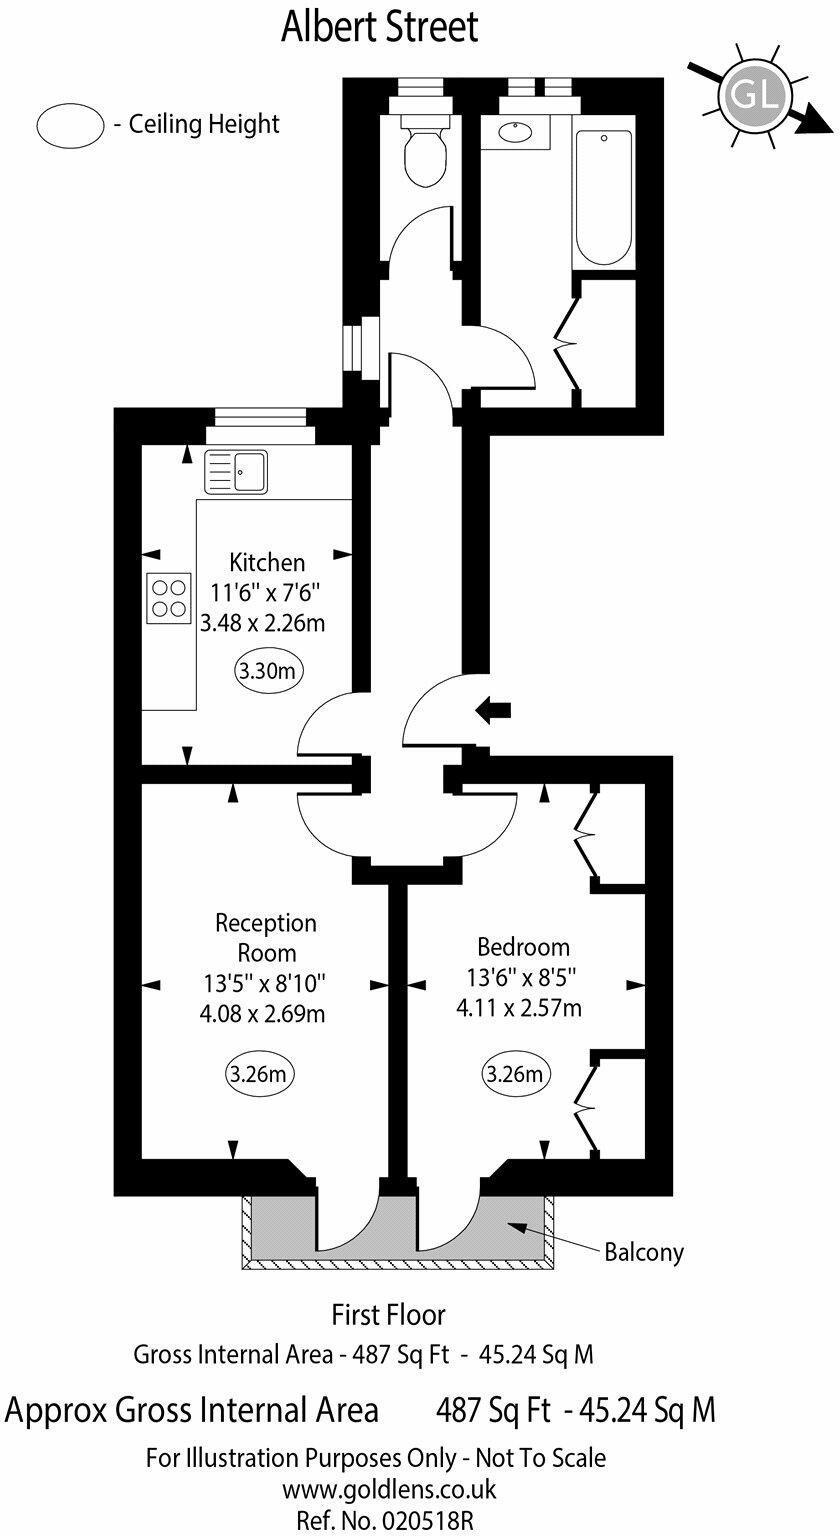 Albert Street
GL
- Ceiling Height
Kitchen
11'6" x 7'6"
3.48 x 2.26m
3.30m
Reception
Room
13'5" x 8'10"
4.08 x 2.69m
3.26m
Bedroom
13'6" x 8'5"
4.11 x 2.57m
3.26m
Balcony
First Floor
Gross Internal Area - 487 Sq Ft - 45.24 Sq M
Approx Gross Internal Area 487 Sq Ft - 45.24 Sq M
For Illustration Purposes Only - Not To Scale
www.goldlens.co.uk
Ref. No. 020518R